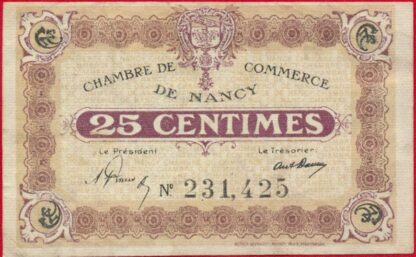 CHAMBRE DE COMMERCE
DE NANCY
25 CENTIMES
Le Président Le Trésorier
Nº 231,425